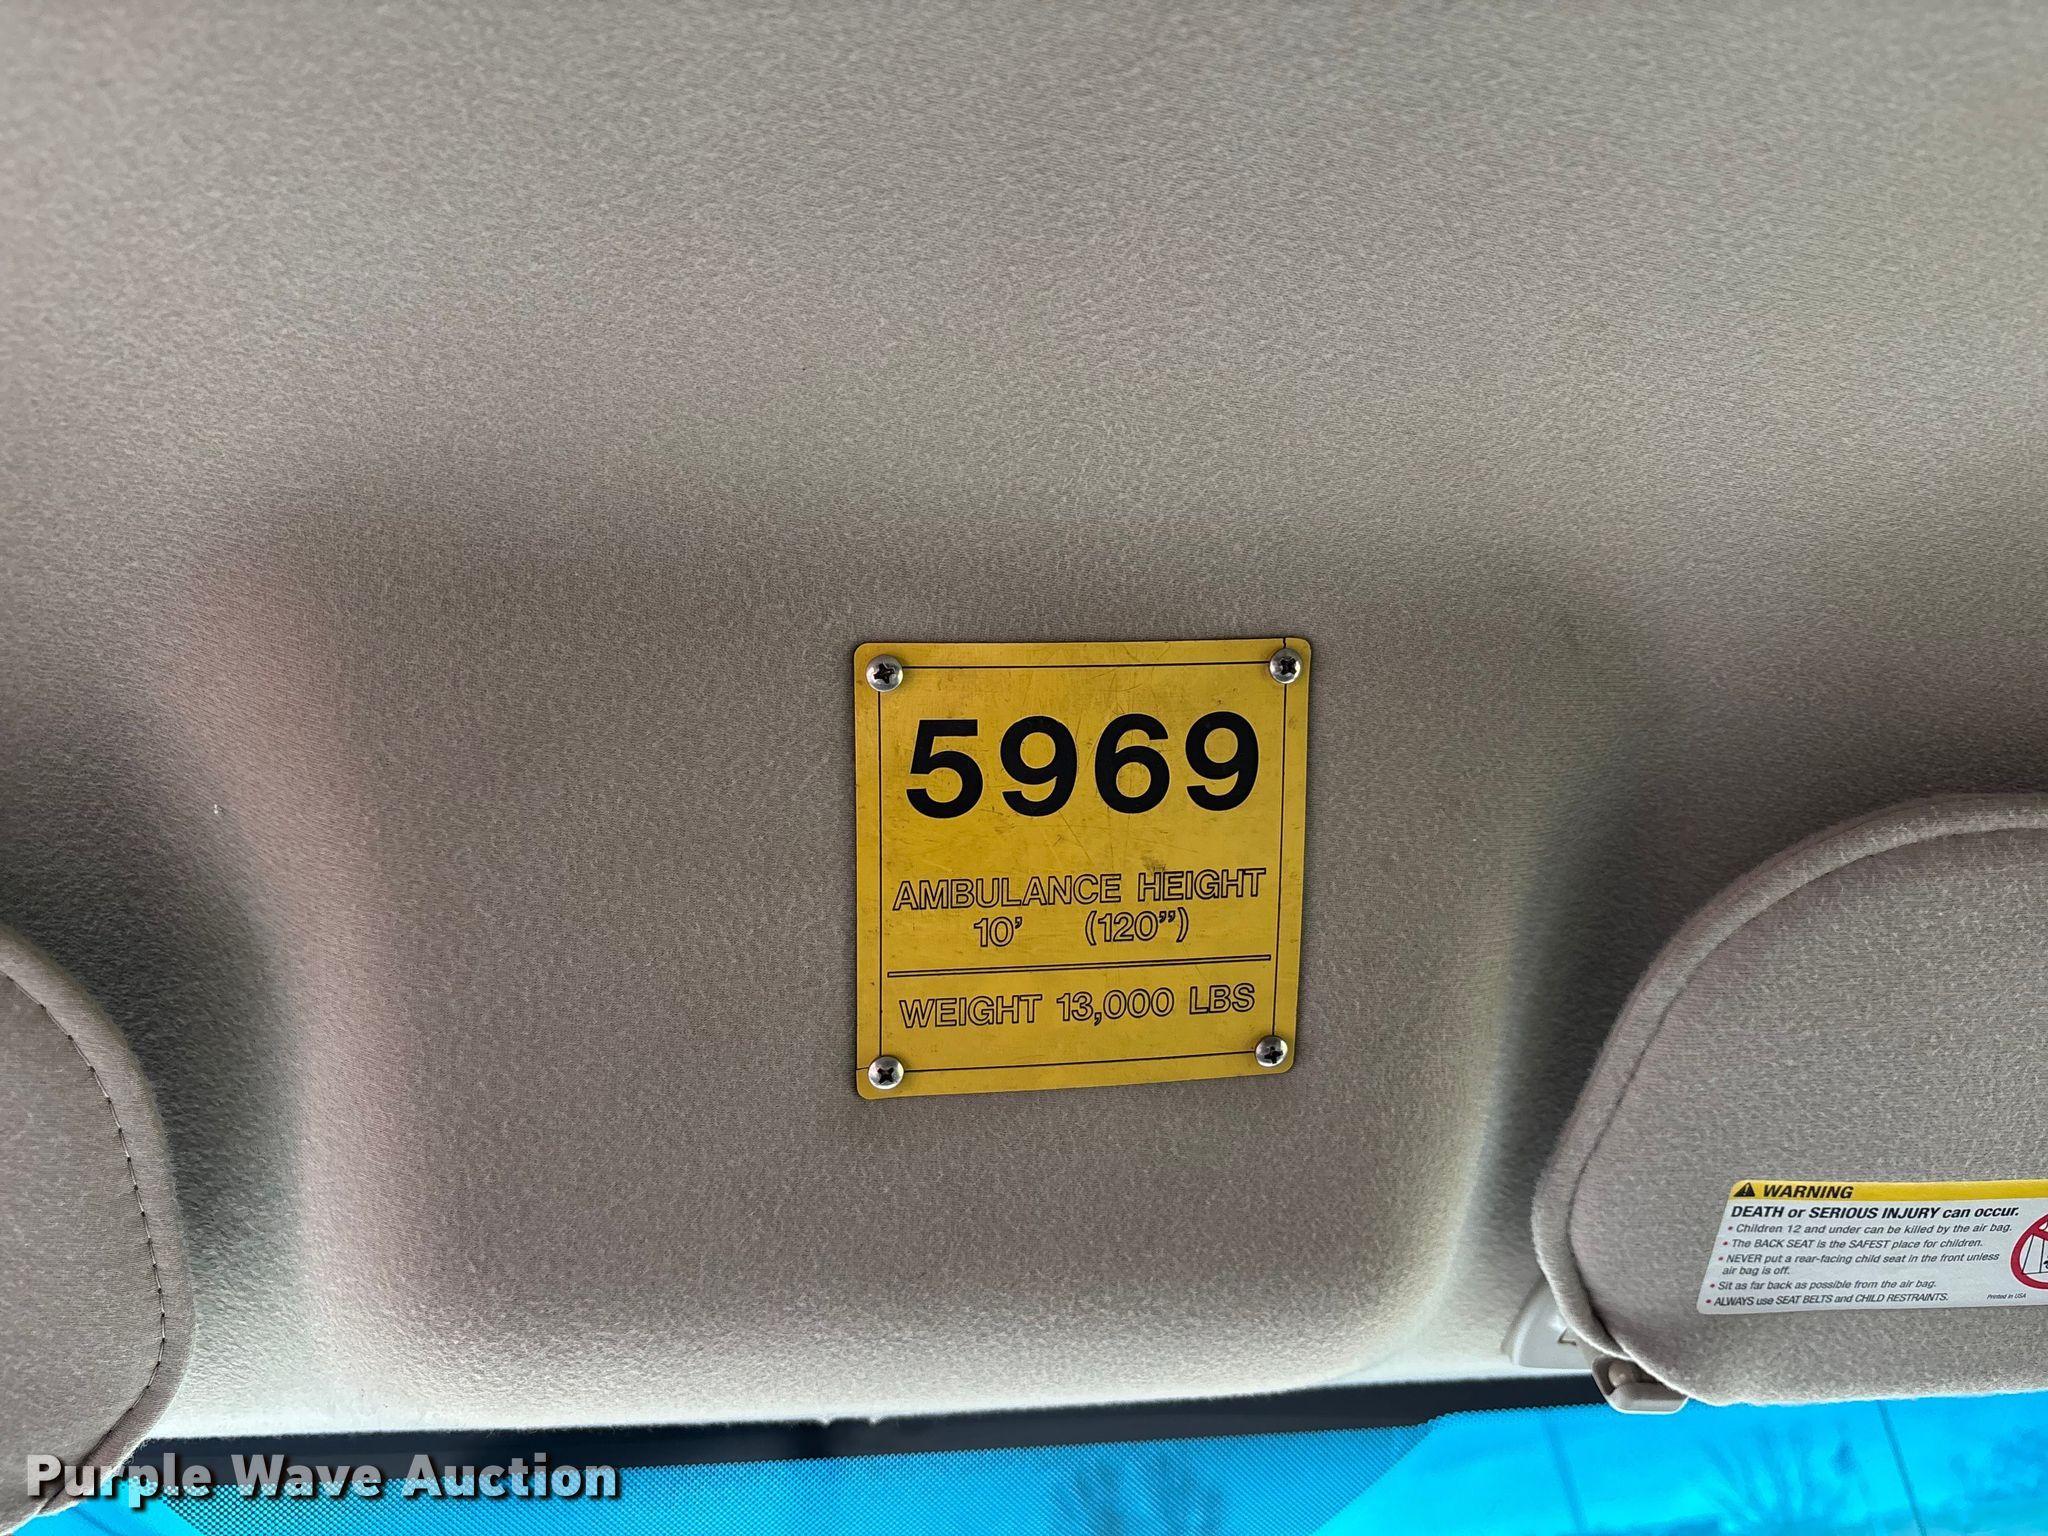 5969
AMBULANCE HEIGHT
10' (120")
WEIGHT 13,000 LBS
WARNING
DEATH or SERIOUS INJURY can occur.
• Children 12 and under can be killed by the air bag.
• The BACK SEAT is the SAFEST place for children.
• NEVER put a rear-facing child seat in the front unless
air bag is off.
• Sit as far back as possible from the air bag.
• ALWAYS use SEAT BELTS and CHILD RESTRAINTS.
Printed in USA
Purple Wave Auction